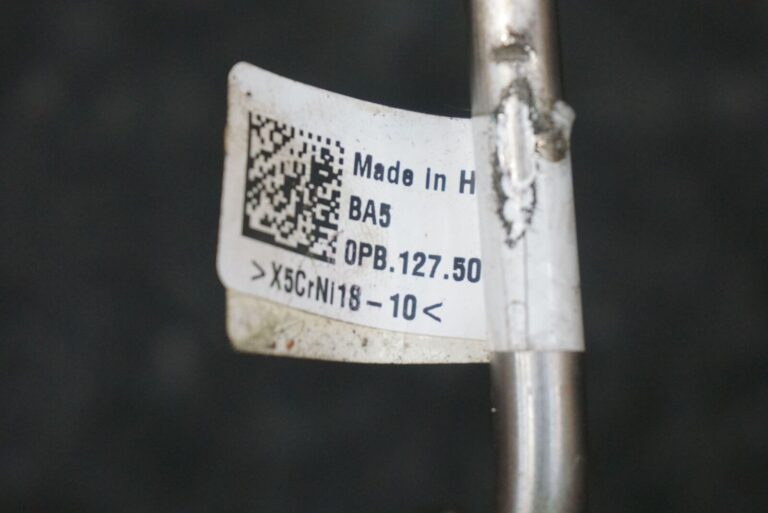 Made in H
BA5
0PB.127.50
>X5CrNi18-10<